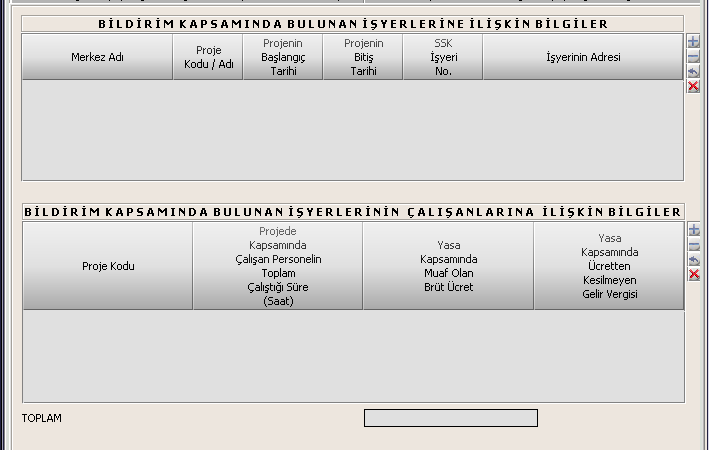 BİLDİRİM KAPSAMINDA BULUNAN İŞYERLERİNE İLİŞKİN BİLGİLER
Merkez Adı
Proje
Kodu / Adı
Projenin
Başlangıç
Tarihi
Projenin
Bitiş
Tarihi
SSK
İşyeri
No.
İşyerinin Adresi
BİLDİRİM KAPSAMINDA BULUNAN İŞYERLERİNİN ÇALIŞANLARINA İLİŞKİN BİLGİLER
Proje Kodu
Projede
Kapsamında
Çalışan Personelin
Toplam
Çalıştığı Süre
(Saat)
Yasa
Kapsamında
Muaf Olan
Brüt Ücret
Yasa
Kapsamında
Ücretten
Kesilmeyen
Gelir Vergisi
TOPLAM